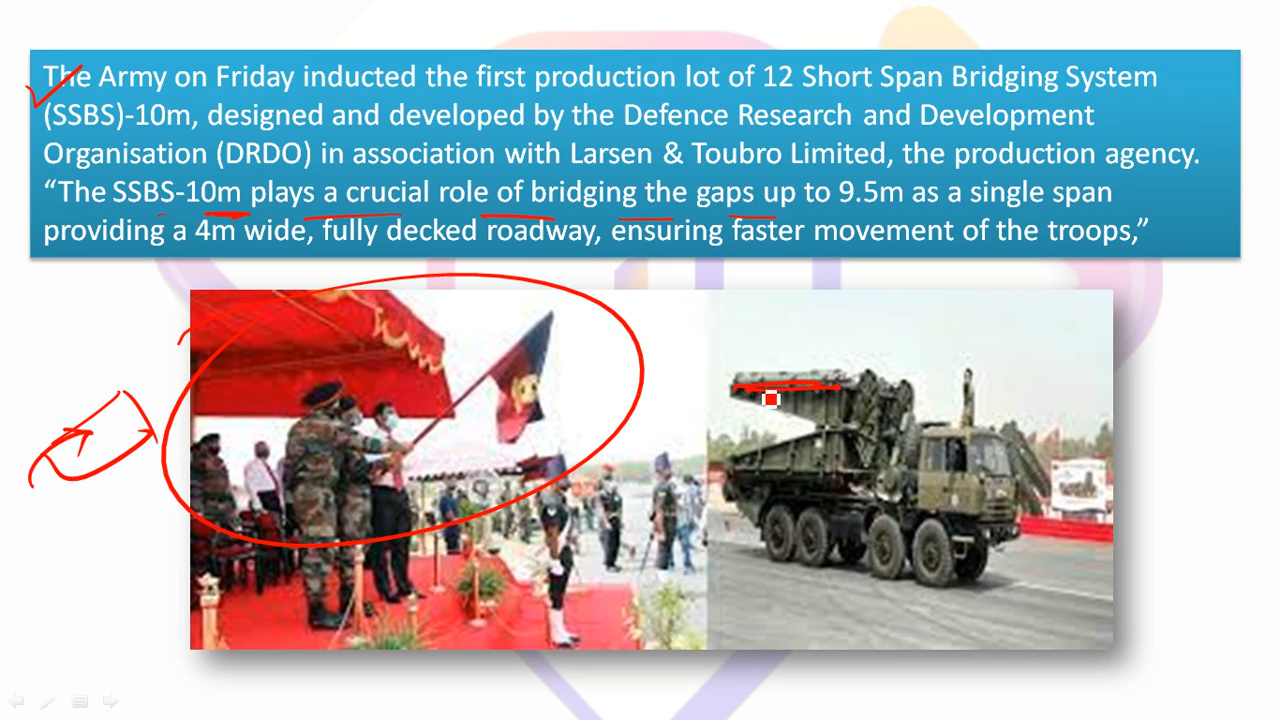 The Army on Friday inducted the first production lot of 12 Short Span Bridging System
(SSBS)-10m, designed and developed by the Defence Research and Development
Organisation (DRDO) in association with Larsen & Toubro Limited, the production agency.
“The SSBS-10m plays a crucial role of bridging the gaps up to 9.5m as a single span
providing a 4m wide, fully decked roadway, ensuring faster movement of the troops,”